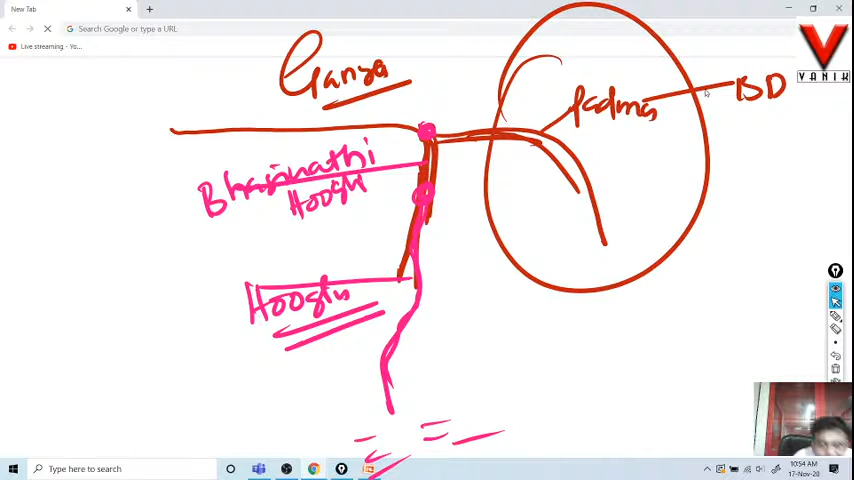 New Tab
Search Google or type a URL
Live streaming - Yo...
VANIK
Ganga
Padma
BD
Bhagirathi
Hoogli
Hoogly
Type here to search
10:54 AM
17-Nov-20